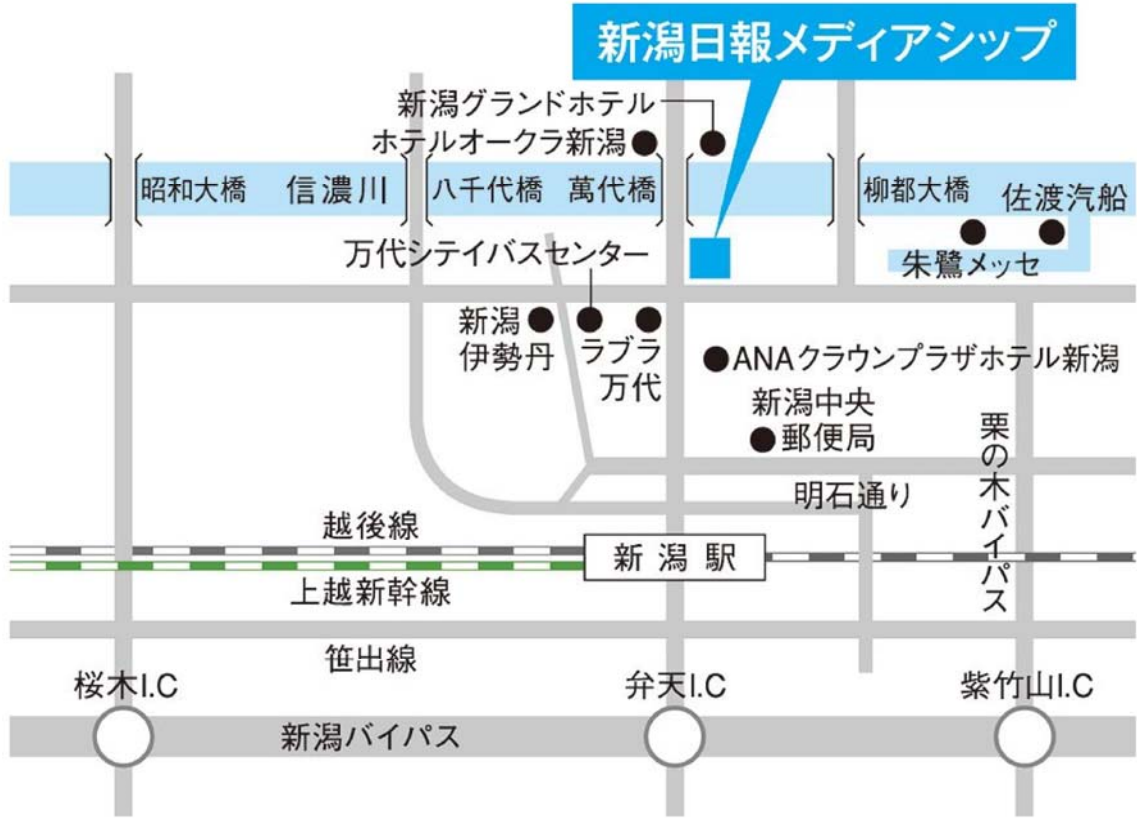 新潟日報メディアシップ
新潟グランドホテル
ホテルオークラ新潟
昭和大橋
信濃川
八千代橋
萬代橋
柳都大橋
佐渡汽船
朱鷺メッセ
万代シテイバスセンター
新潟
伊勢丹
ラブラ
万代
ANAクラウンプラザホテル新潟
新潟中央
郵便局
栗の木バイパス
明石通り
越後線
新潟駅
上越新幹線
笹出線
桜木I.C
弁天I.C
紫竹山I.C
新潟バイパス